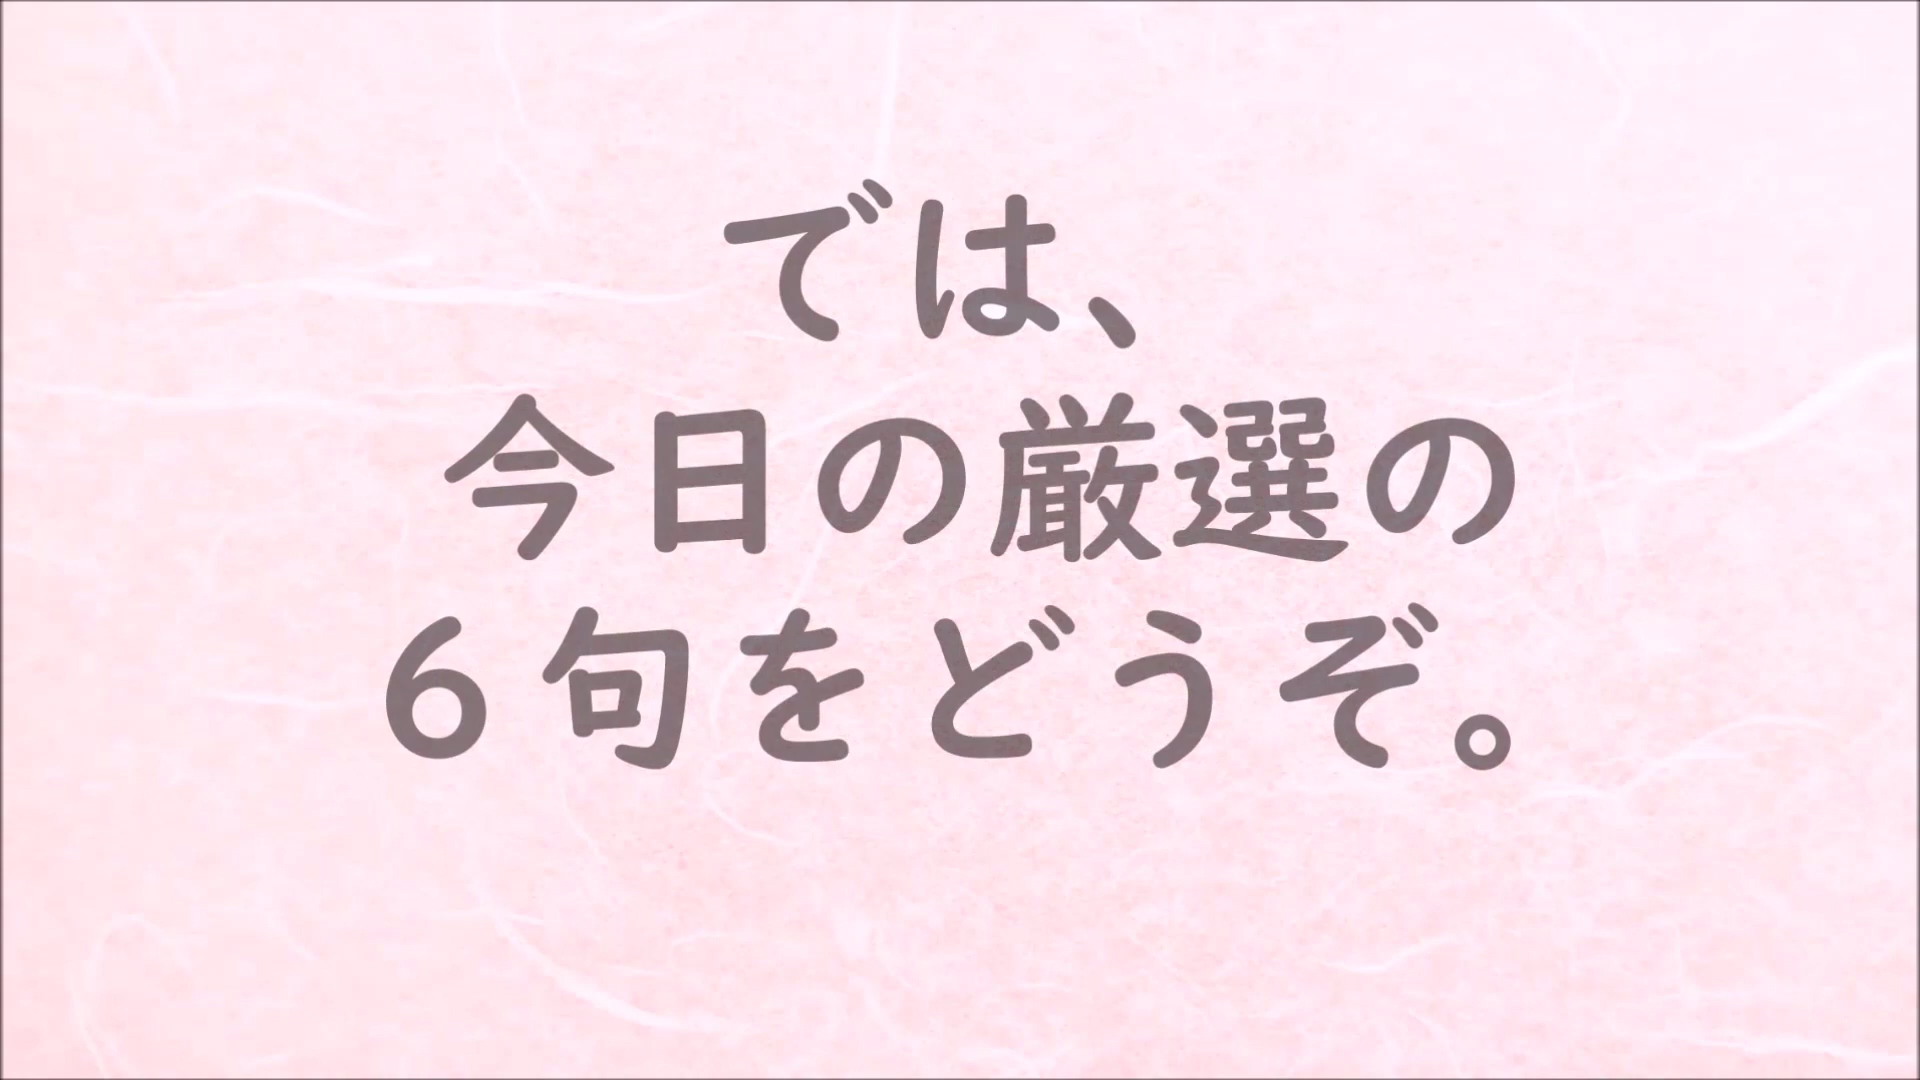 では、
今日の厳選の
６句をどうぞ。